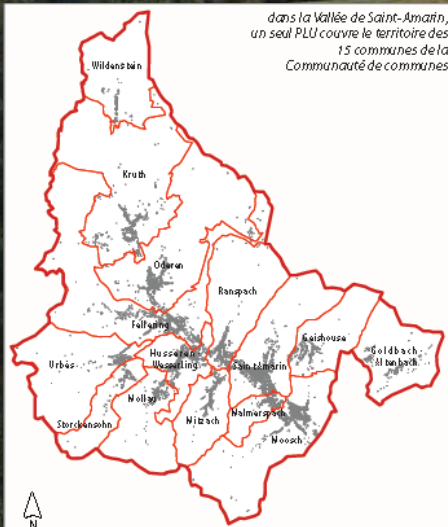 dans la Vallée de Saint-Amarin,
un seul PLU couvre le territoire des
15 communes de la
Communauté de communes
Wildenstein
Kruth
Oderen
Ranspach
Fellering
Geishouse
Goldbach
Altenbach
Husseren
Wesserling
Urbès
Saint-Amarin
Mollau
Malmerspach
Storckensohn
Mitzach
Moosch
N